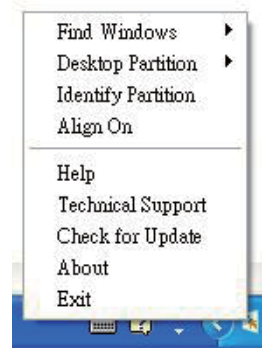 Find Windows
Desktop Partition
Identify Partition
Align On
Help
Technical Support
Check for Update
About
Exit